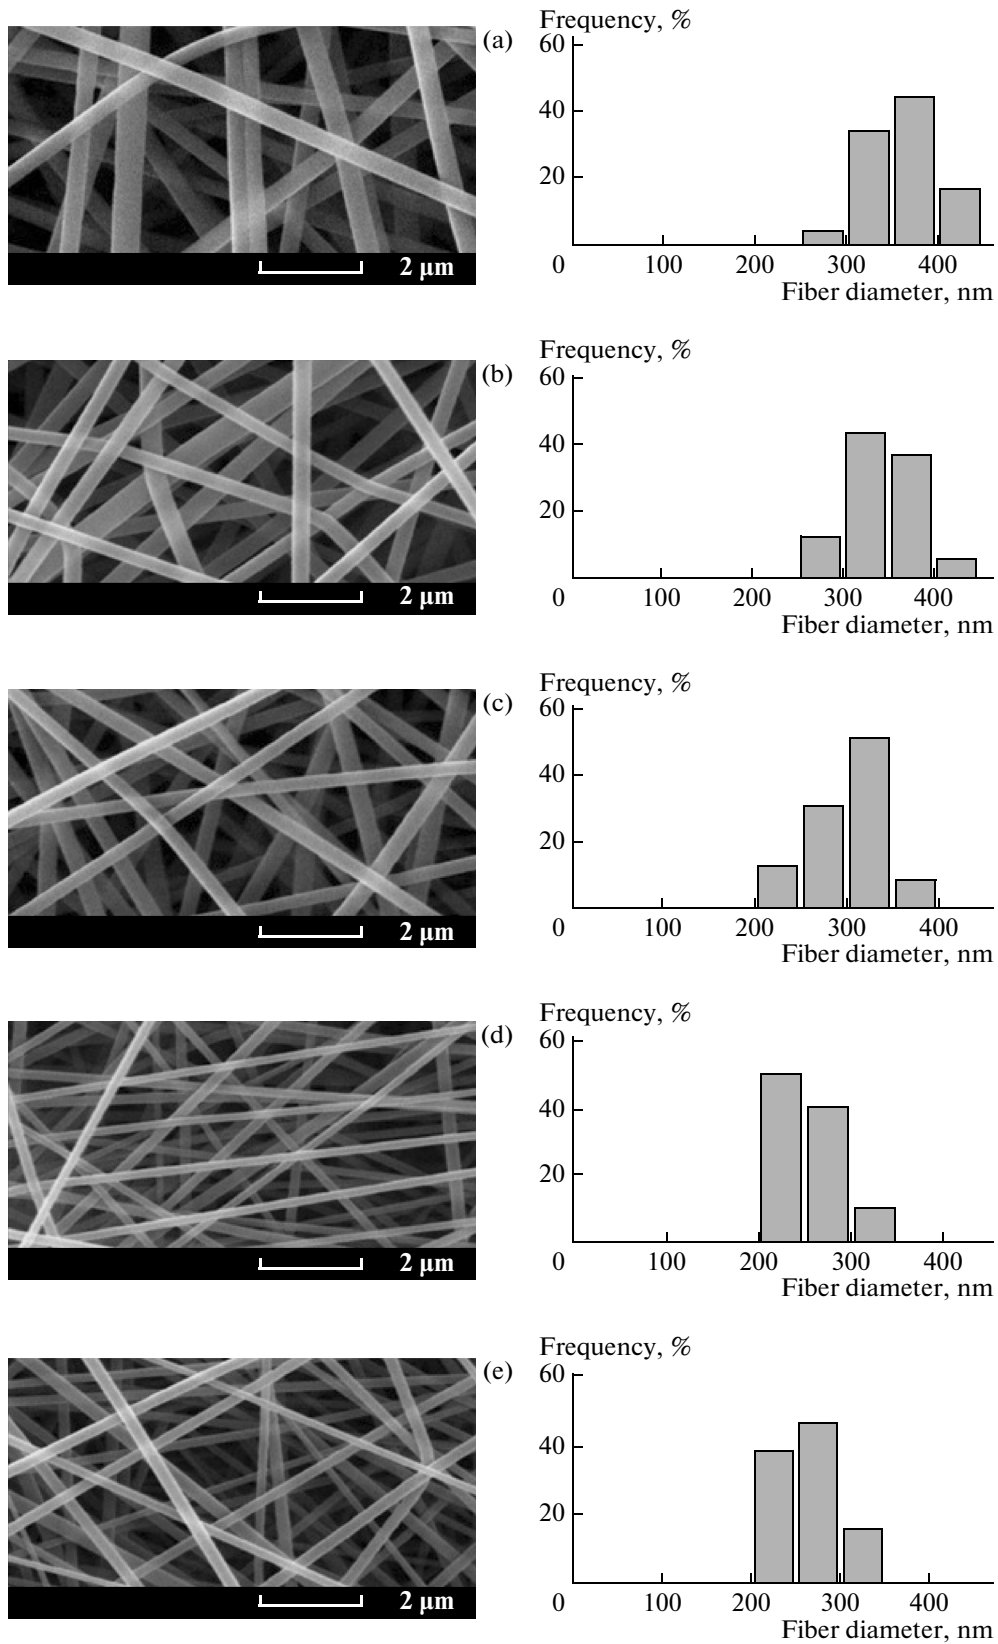 (a)
Frequency, %
60
40
20
0 100 200 300 400
Fiber diameter, nm
2 µm
(b)
Frequency, %
60
40
20
0 100 200 300 400
Fiber diameter, nm
2 µm
(c)
Frequency, %
60
40
20
0 100 200 300 400
Fiber diameter, nm
2 µm
(d)
Frequency, %
60
40
20
0 100 200 300 400
Fiber diameter, nm
2 µm
(e)
Frequency, %
60
40
20
0 100 200 300 400
Fiber diameter, nm
2 µm